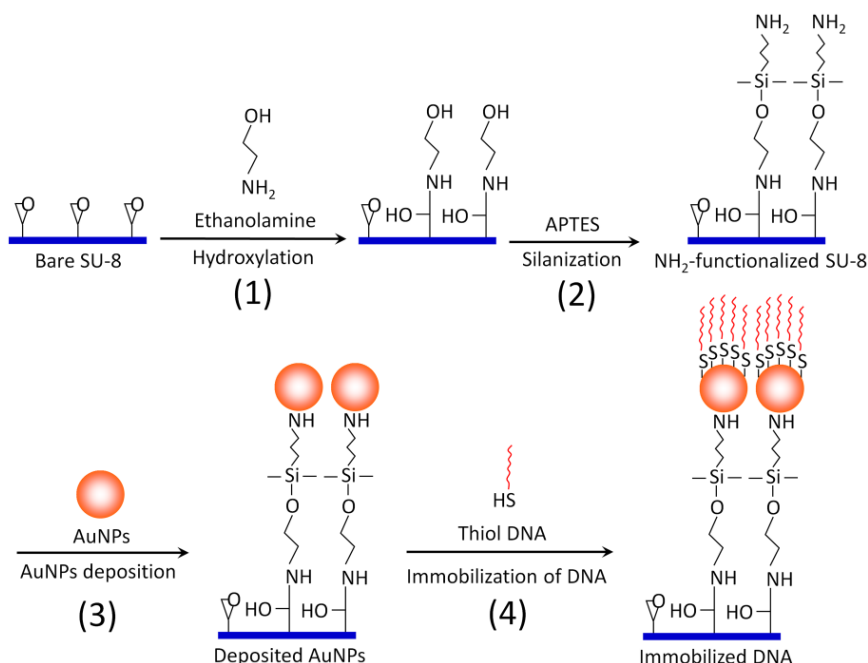 O
O
O
Bare SU-8
OH
NH₂
Ethanolamine
Hydroxylation
(1)
OH
OH
NH
NH
O
HO
HO
APTES
Silanization
(2)
NH₂
NH₂
Si
Si
O
O
NH
NH
O
HO
HO
NH₂-functionalized SU-8
AuNPs
AuNPs deposition
(3)
NH
NH
Si
Si
O
O
NH
NH
O
HO
HO
Deposited AuNPs
HS
Thiol DNA
Immobilization of DNA
(4)
S S S S S S S S S S
NH
NH
Si
Si
O
O
NH
NH
O
HO
HO
Immobilized DNA